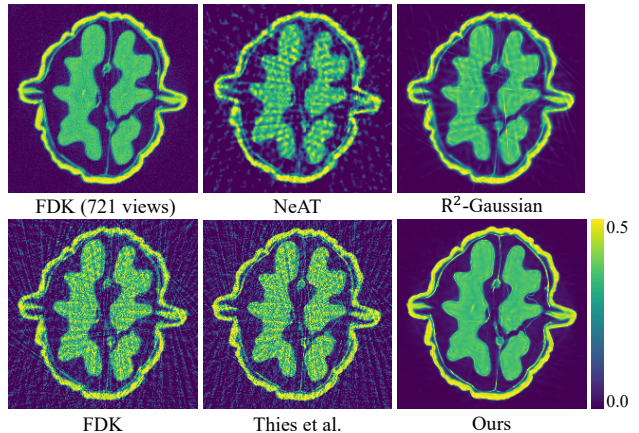 FDK (721 views)
NeAT
R²-Gaussian
0.5
0.0
FDK
Thies et al.
Ours